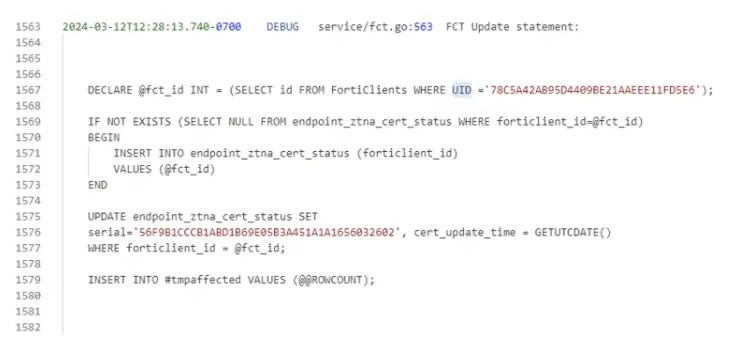 1563 2024-03-12T12:28:13.740-0700 DEBUG service/fct.go:563 FCT Update statement:
1564
1565
1566
1567 DECLARE @fct_id INT = (SELECT id FROM FortiClients WHERE UID ='78C5A42AB95D4409BE21AAEEE11FD5E6');
1568
1569 IF NOT EXISTS (SELECT NULL FROM endpoint_ztna_cert_status WHERE forticlient_id=@fct_id)
1570 BEGIN
1571 INSERT INTO endpoint_ztna_cert_status (forticlient_id)
1572 VALUES (@fct_id)
1573 END
1574
1575 UPDATE endpoint_ztna_cert_status SET
1576 serial='56F9B1CCCB1ABD1B69E05B3A451A1A1656032602', cert_update_time = GETUTCDATE()
1577 WHERE forticlient_id = @fct_id;
1578
1579 INSERT INTO #tmpaffected VALUES (@@ROWCOUNT);
1580
1581
1582